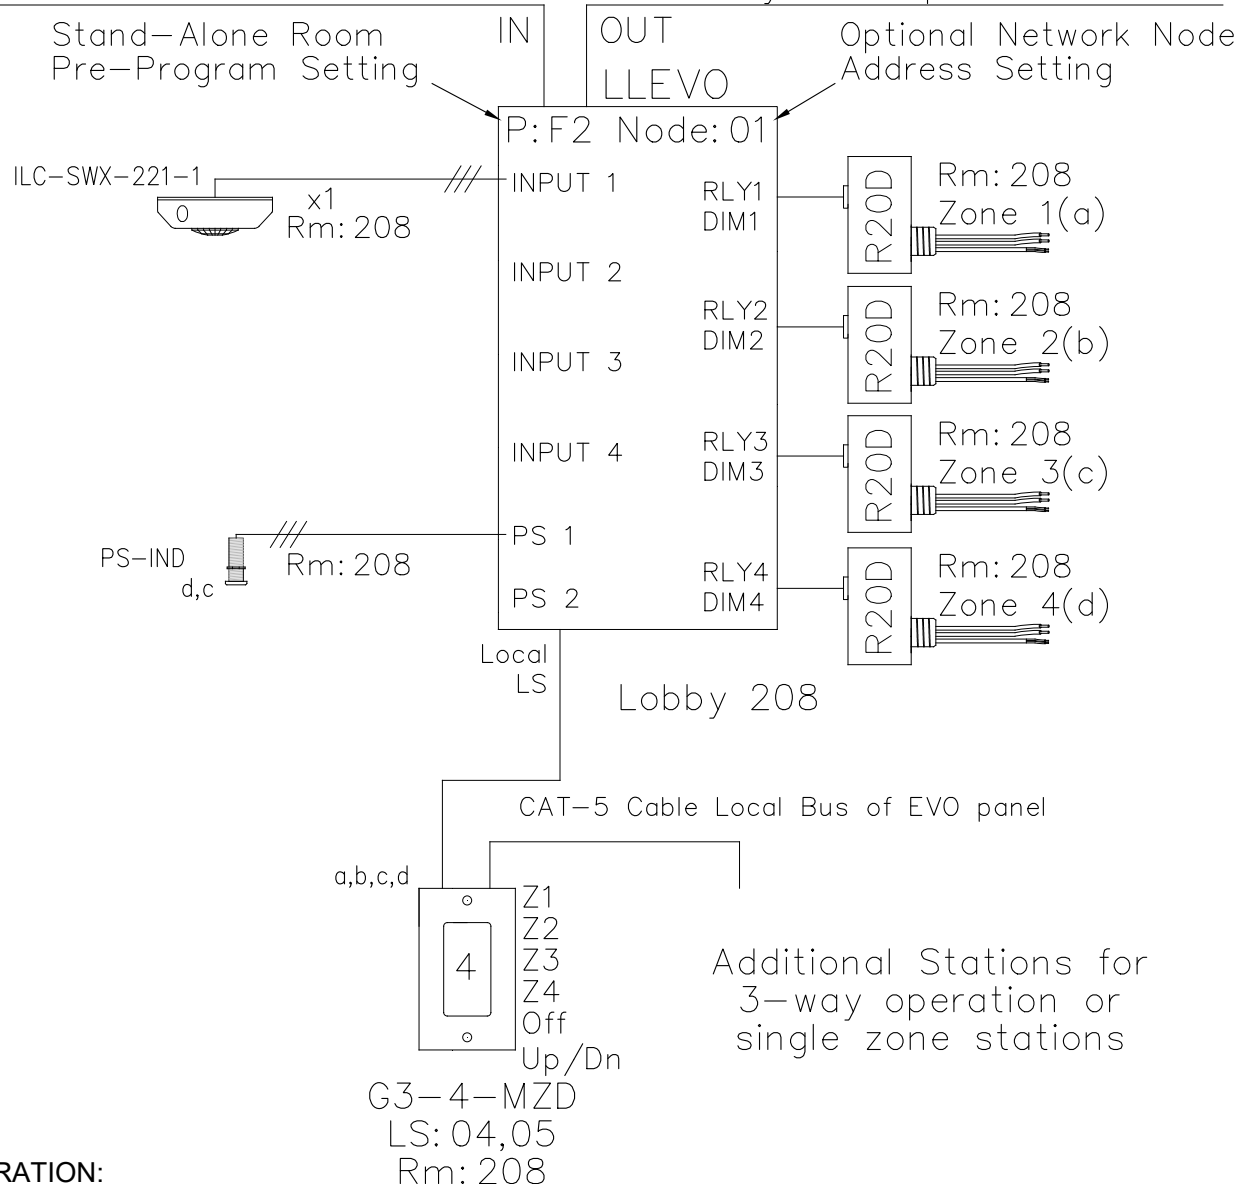 Stand-Alone Room
Pre-Program Setting
IN
OUT
LLEVO
Optional Network Node
Address Setting
P:F2 Node:01
ILC-SWX-221-1
x1
Rm:208
INPUT 1
INPUT 2
INPUT 3
INPUT 4
PS 1
PS 2
PS-IND
d,c
Rm:208
RLY1
DIM1
RLY2
DIM2
RLY3
DIM3
RLY4
DIM4
R20D
Rm:208
Zone 1(a)
R20D
Rm:208
Zone 2(b)
R20D
Rm:208
Zone 3(c)
R20D
Rm:208
Zone 4(d)
Local
LS
Lobby 208
CAT-5 Cable Local Bus of EVO panel
a,b,c,d
4
Z1
Z2
Z3
Z4
Off
Up/Dn
G3-4-MZD
LS:04,05
Rm:208
Additional Stations for
3-way operation or
single zone stations
RATION: